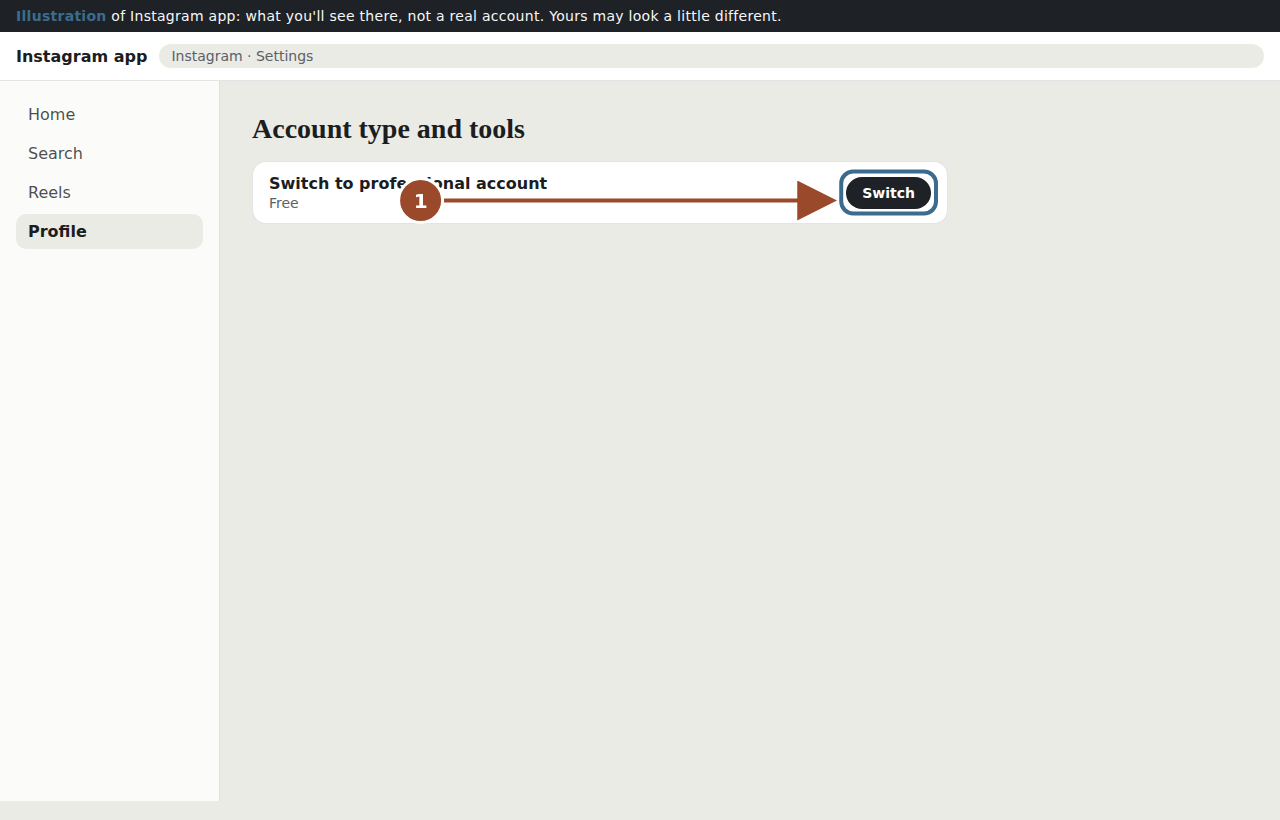 Illustration of Instagram app: what you'll see there, not a real account. Yours may look a little different.
Instagram app
Instagram · Settings
Home
Search
Reels
Profile
Account type and tools
Switch to professional account
Free
1
Switch